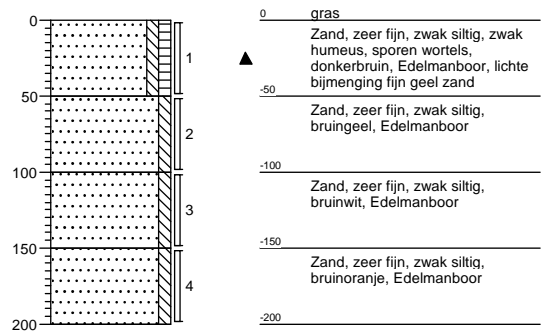 0
50
100
150
200
1
2
3
4
0 gras
Zand, zeer fijn, zwak siltig, zwak
humeus, sporen wortels,
donkerbruin, Edelmanboor, lichte
bijmenging fijn geel zand
-50
Zand, zeer fijn, zwak siltig,
bruingeel, Edelmanboor
-100
Zand, zeer fijn, zwak siltig,
bruinwit, Edelmanboor
-150
Zand, zeer fijn, zwak siltig,
bruinoranje, Edelmanboor
-200